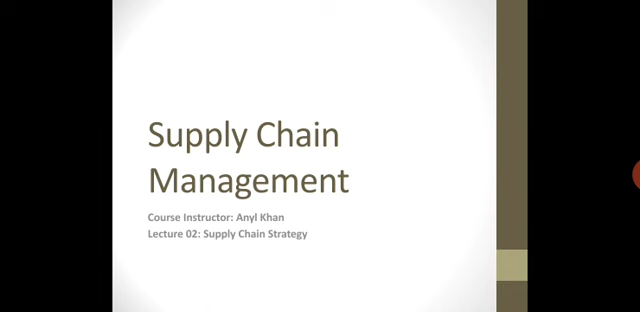 Supply Chain
Management
Course Instructor: Anyl Khan
Lecture 02: Supply Chain Strategy